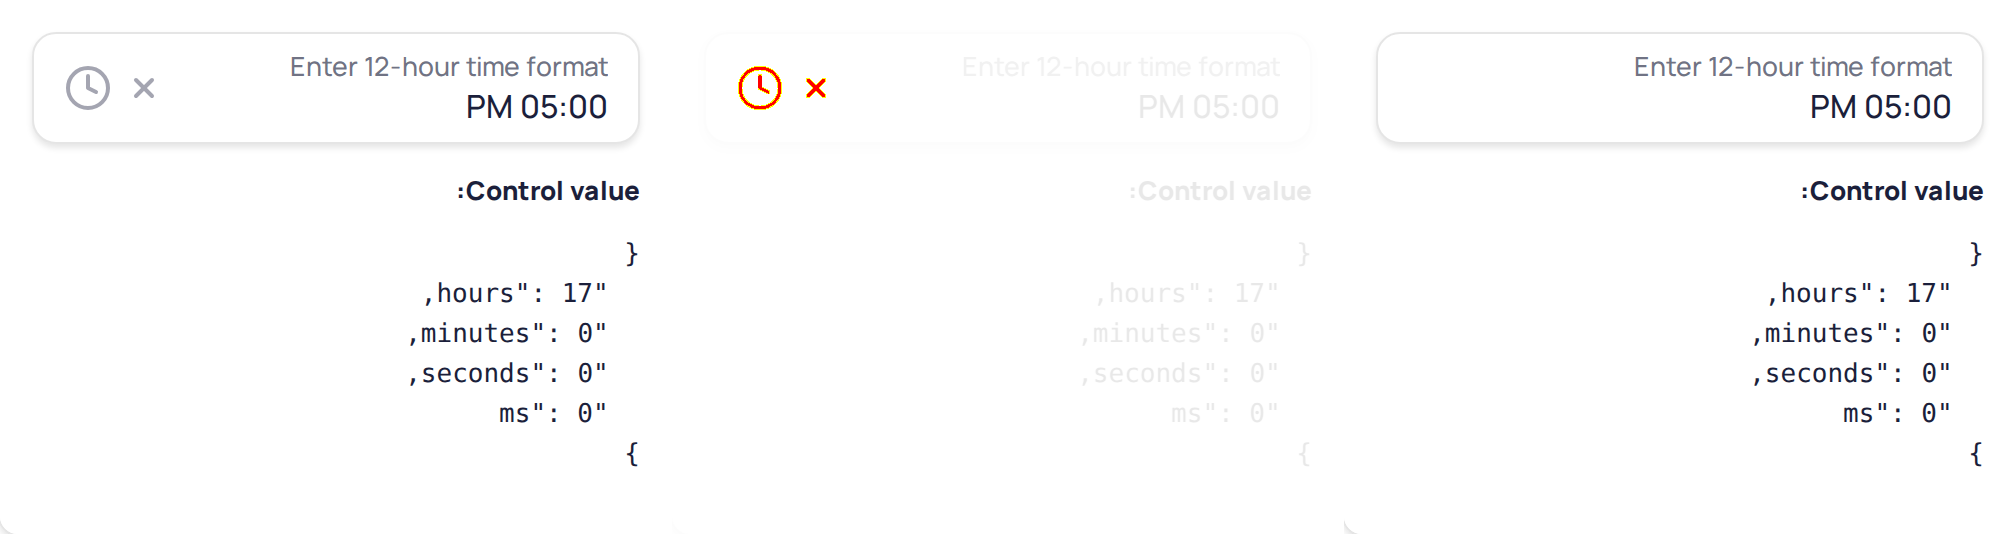 Enter 12-hour time format
PM 05:00
:Control value
}
,hours": 17"
,minutes": 0"
,seconds": 0"
ms": 0"
{
Enter 12-hour time format
PM 05:00
:Control value
}
,hours": 17"
,minutes": 0"
,seconds": 0"
ms": 0"
{
Enter 12-hour time format
PM 05:00
:Control value
}
,hours": 17"
,minutes": 0"
,seconds": 0"
ms": 0"
{